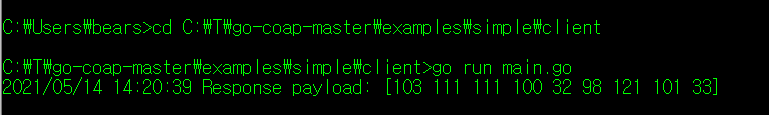 C:₩Users₩bears>cd C:₩T₩go-coap-master₩examples₩simple₩client
C:₩T₩go-coap-master₩examples₩simple₩client>go run main.go
2021/05/14 14:20:39 Response payload: [103 111 111 100 32 98 121 101 33]